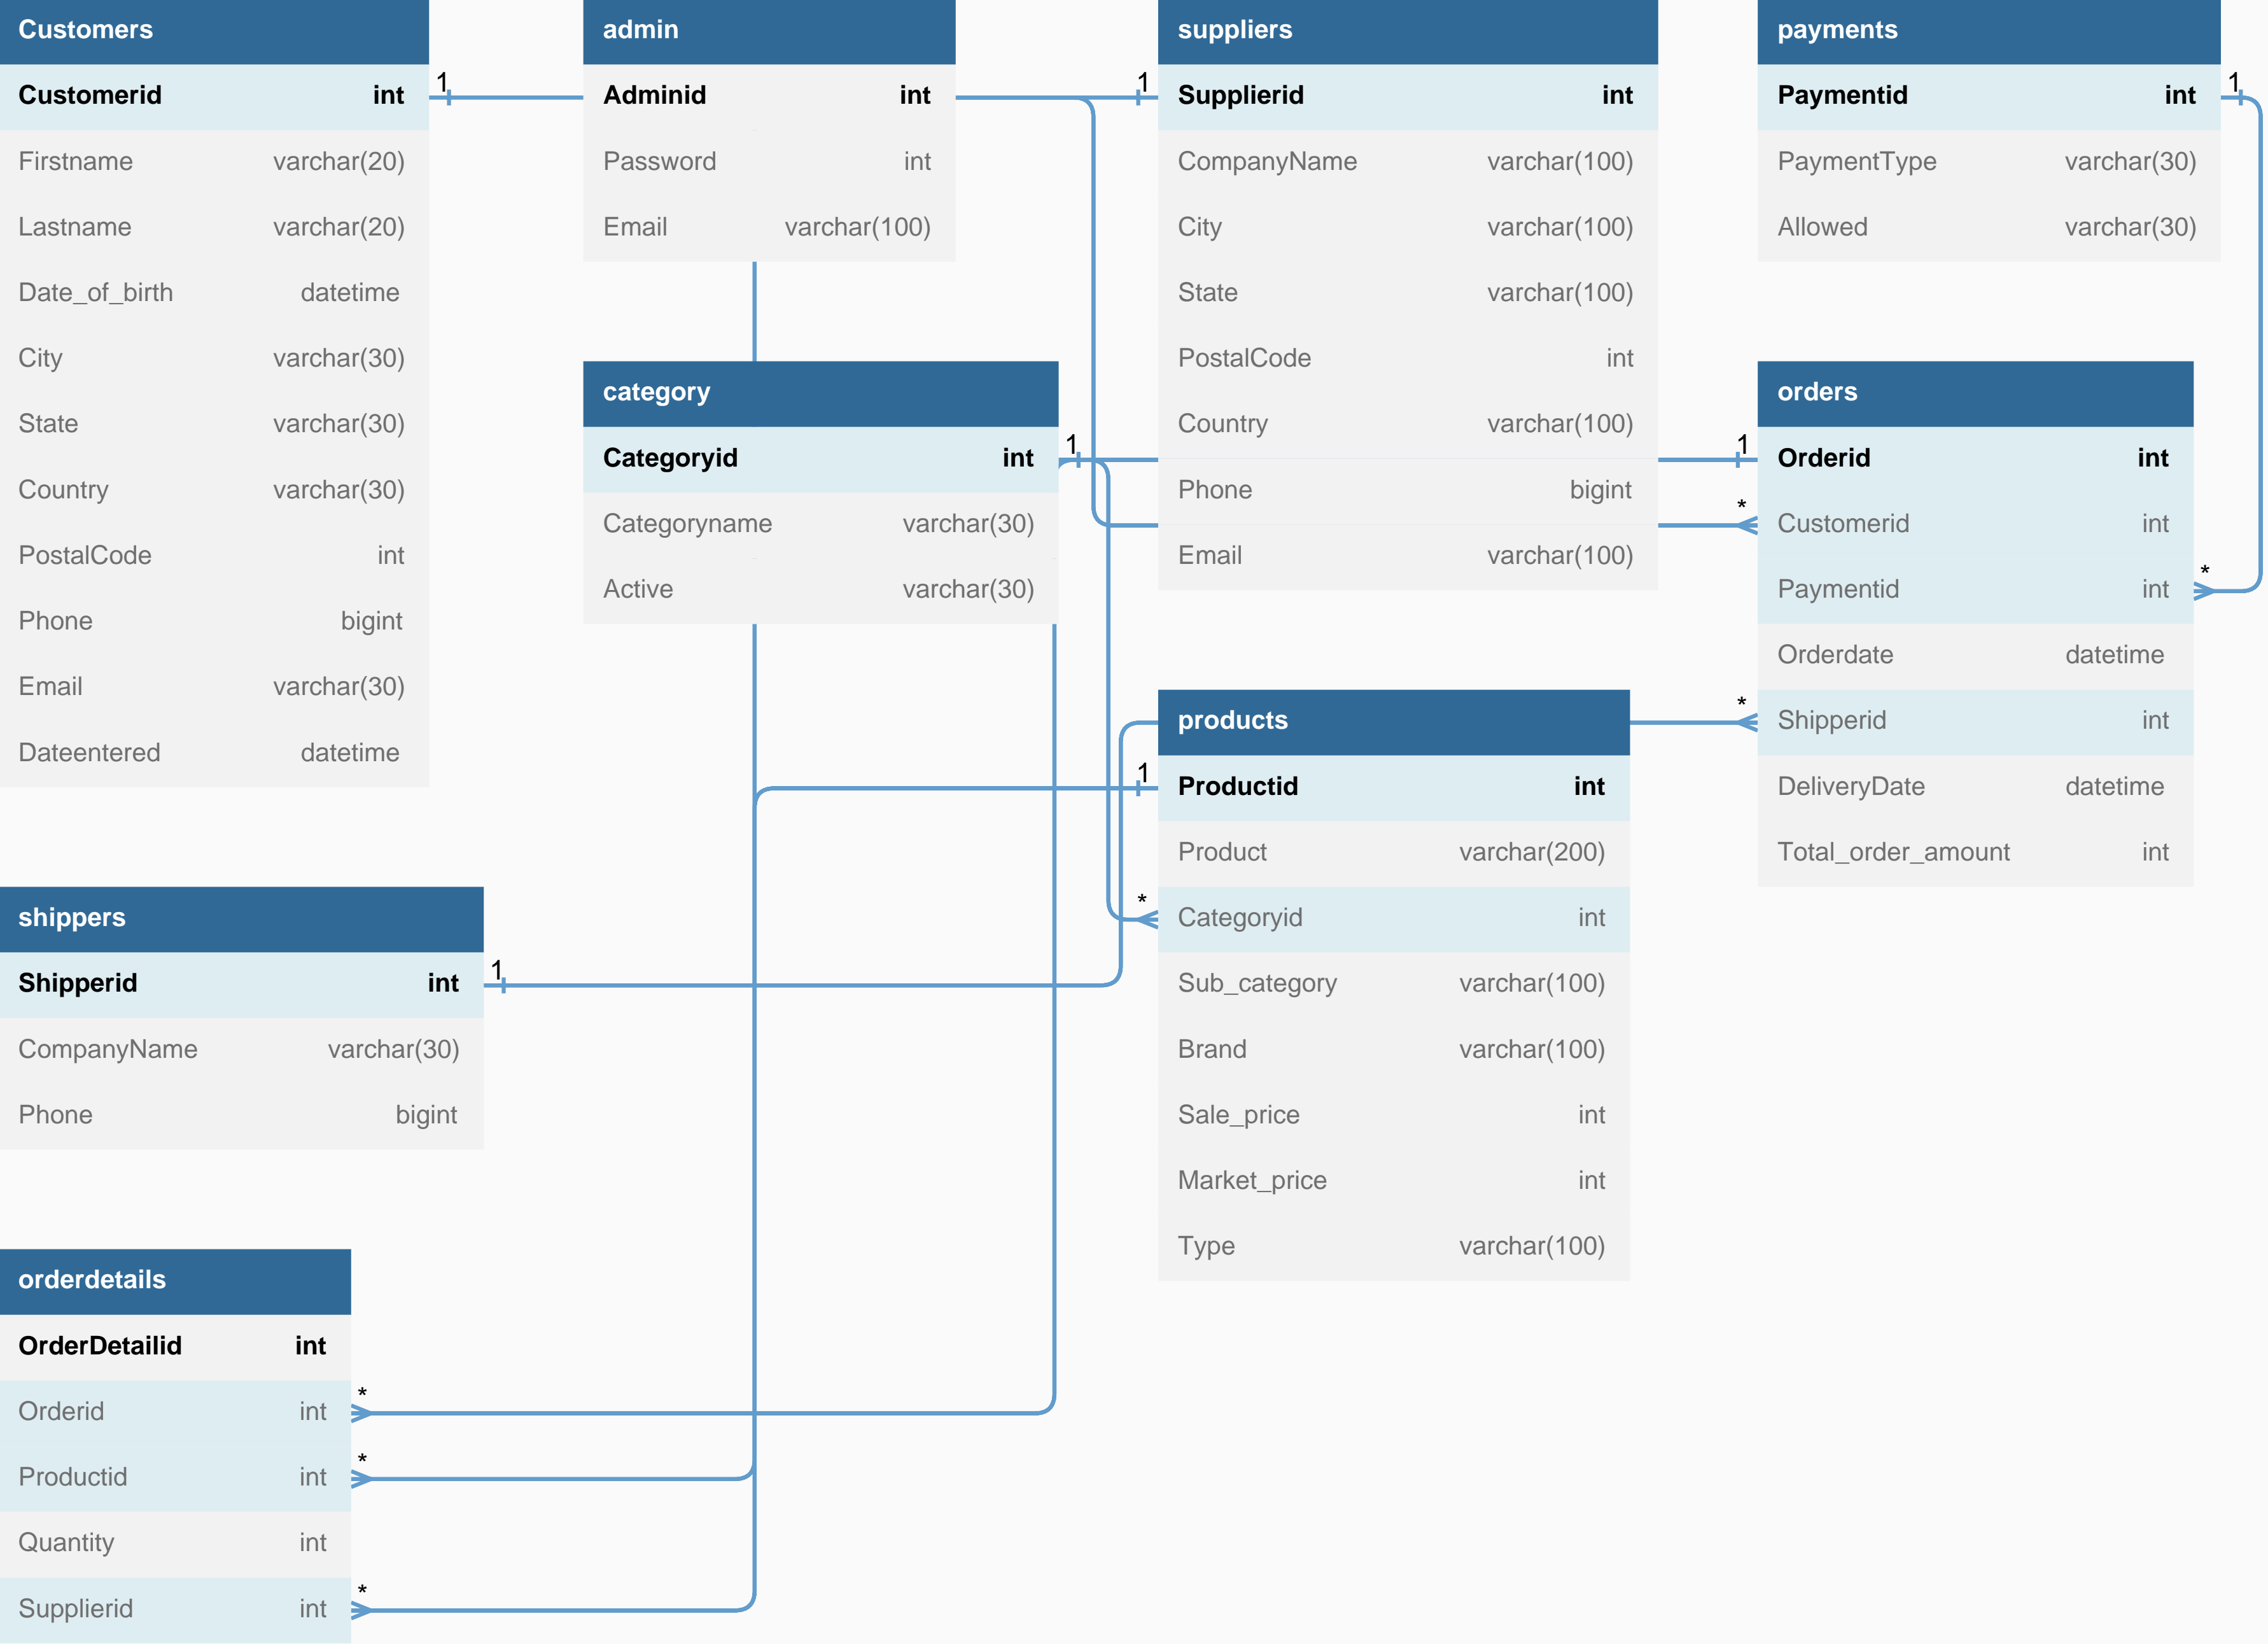 Customers
Customerid int
Firstname varchar(20)
Lastname varchar(20)
Date_of_birth datetime
City varchar(30)
State varchar(30)
Country varchar(30)
PostalCode int
Phone bigint
Email varchar(30)
Dateentered datetime
1
admin
Adminid int
Password int
Email varchar(100)
suppliers
1
Supplierid int
CompanyName varchar(100)
City varchar(100)
State varchar(100)
PostalCode int
Country varchar(100)
Phone bigint
Email varchar(100)
payments
Paymentid int
1
PaymentType varchar(30)
Allowed varchar(30)
category
Categoryid int
1
Categoryname varchar(30)
Active varchar(30)
orders
1
Orderid int
*
Customerid int
*
Paymentid int
Orderdate datetime
*
Shipperid int
DeliveryDate datetime
Total_order_amount int
products
1
Productid int
Product varchar(200)
*
Categoryid int
Sub_category varchar(100)
Brand varchar(100)
Sale_price int
Market_price int
Type varchar(100)
shippers
Shipperid int
1
CompanyName varchar(30)
Phone bigint
orderdetails
OrderDetailid int
*
Orderid int
*
Productid int
Quantity int
*
Supplierid int